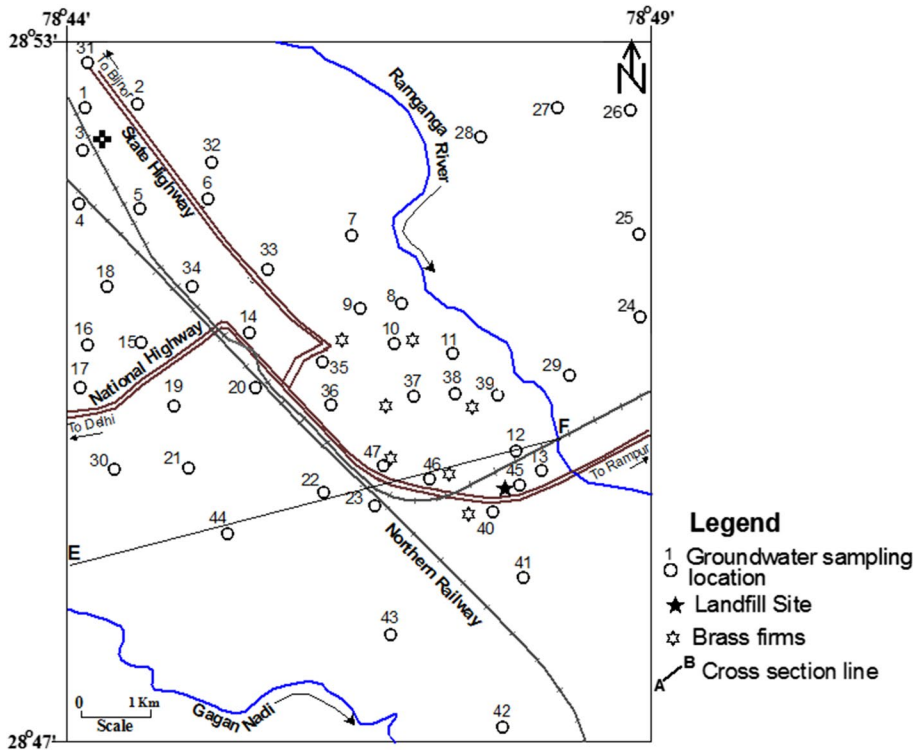 78°44'
78°49'
28°53'
31
To Bijnor
2
1
27
26
28
3
State Highway
Ramganga River
32
6
4
5
7
25
33
18
34
9
8
24
14
10
16
15
11
35
29
17
National Highway
20
36
37
38
39
19
To Delhi
F
12
47
46
13
To Rampur
30
21
45
22
23
40
44
E
Northern Railway
41
43
Gagan Nadi
42
0 1 Km
Scale
28°47'
N
Legend
1 Groundwater sampling
location
Landfill Site
Brass firms
A B Cross section line